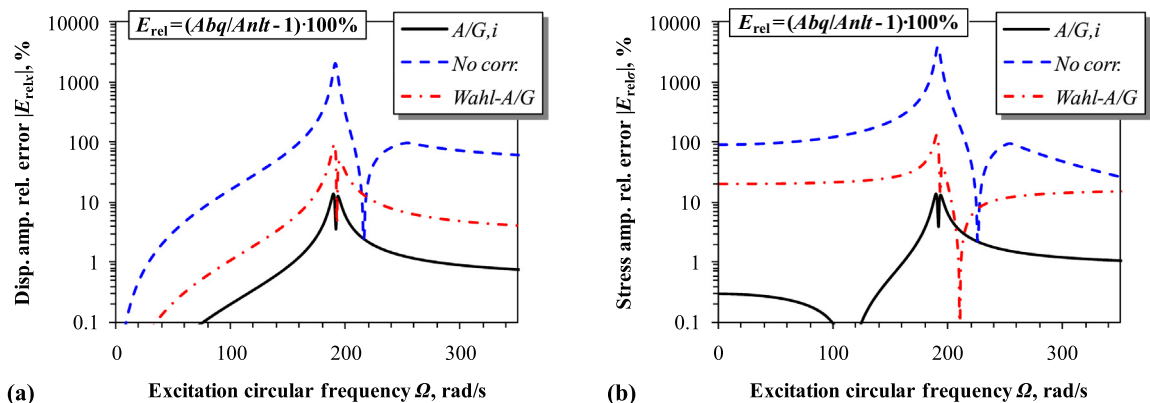 E_rel=(Abq/Anlt-1)·100%
A/G,i
No corr.
Wahl-A/G
Disp. amp. rel. error |E_relx|, %
10000
1000
100
10
1
0.1
0
100
200
300
Excitation circular frequency Ω, rad/s
(a)
E_rel=(Abq/Anlt-1)·100%
A/G,i
No corr.
Wahl-A/G
Stress amp. rel. error |E_relσ|, %
10000
1000
100
10
1
0.1
0
100
200
300
Excitation circular frequency Ω, rad/s
(b)